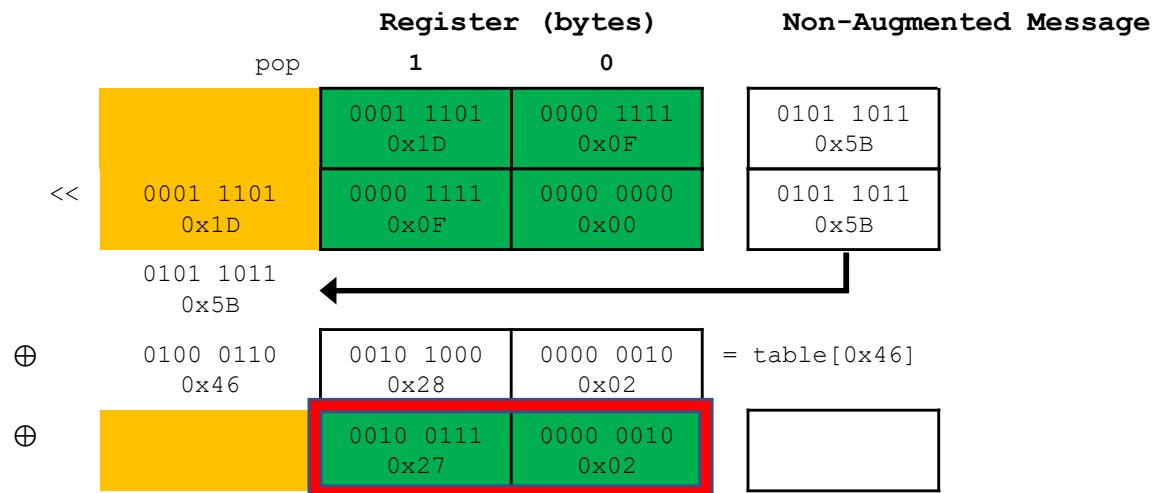 Register (bytes) Non-Augmented Message
pop 1 0
0001 1101 0000 1111 0101 1011
0x1D 0x0F 0x5B
<< 0001 1101 0000 1111 0000 0000 0101 1011
0x1D 0x0F 0x00 0x5B
0101 1011
0x5B
⊕ 0100 0110 0010 1000 0000 0010 = table[0x46]
0x46 0x28 0x02
⊕ 0010 0111 0000 0010
0x27 0x02